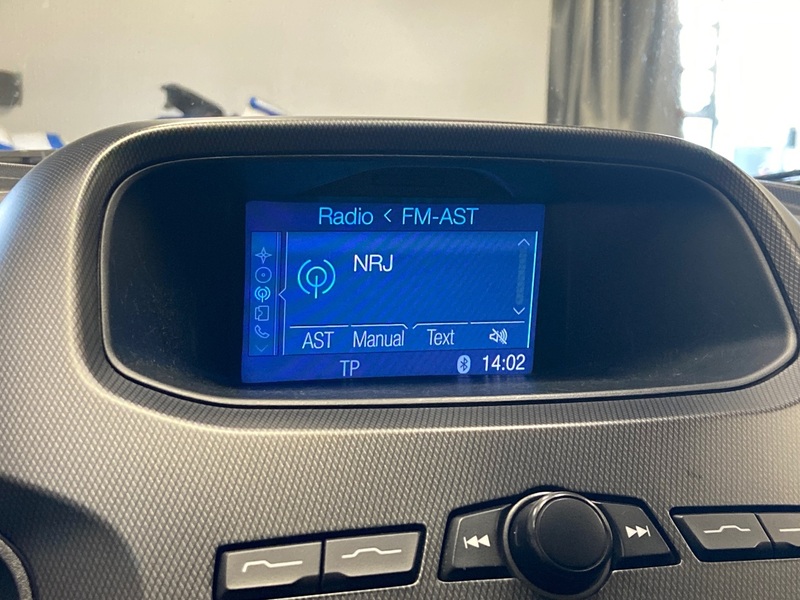 Radio < FM-AST
NRJ
AST Manual Text
TP 14:02